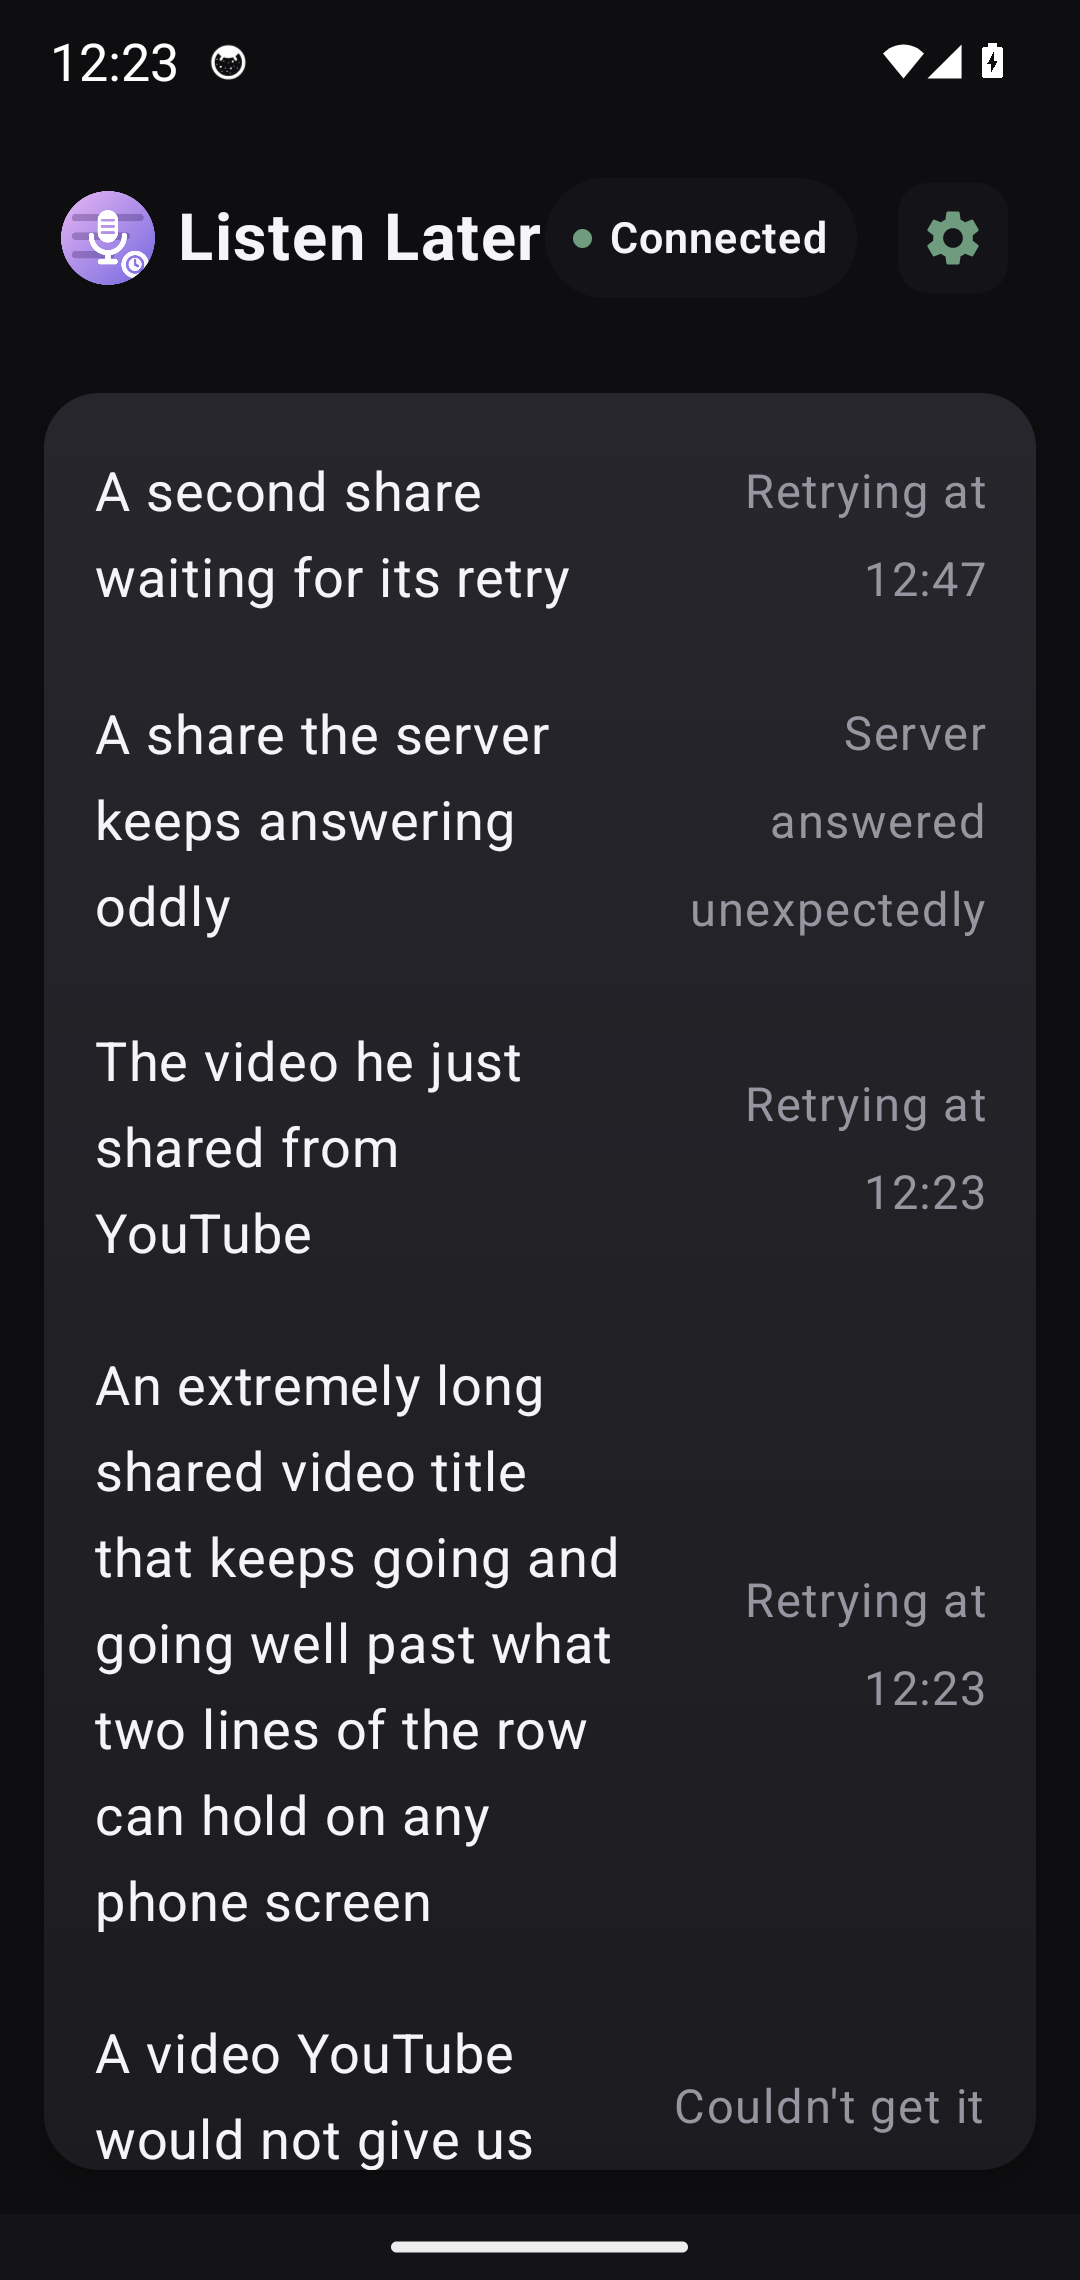 12:23
Listen Later
Connected
A second share
waiting for its retry
Retrying at
12:47
A share the server
keeps answering
oddly
Server
answered
unexpectedly
The video he just
shared from
YouTube
Retrying at
12:23
An extremely long
shared video title
that keeps going and
going well past what
two lines of the row
can hold on any
phone screen
Retrying at
12:23
A video YouTube
would not give us
Couldn't get it